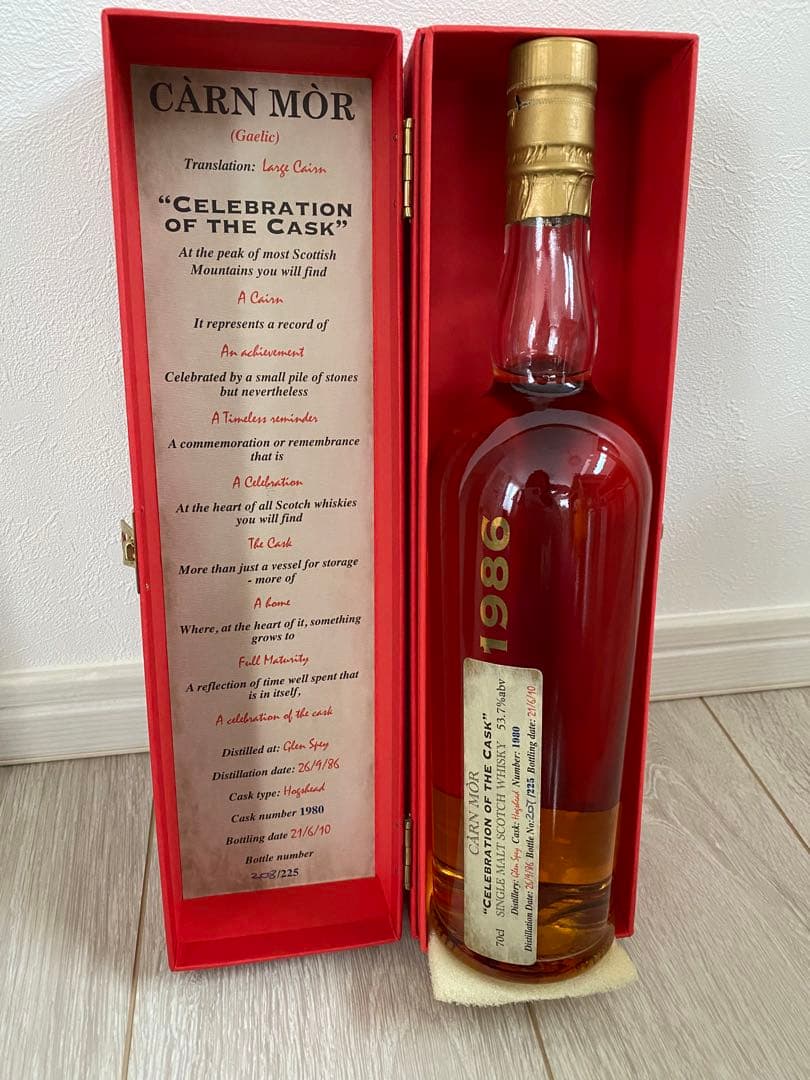 CÀRN MÒR
(Gaelic)
Translation: Large Cairn
“CELEBRATION
OF THE CASK”
At the peak of most Scottish
Mountains you will find
A Cairn
It represents a record of
An achievement
Celebrated by a small pile of stones
but nevertheless
A Timeless reminder
A commemoration or remembrance
that is
A Celebration
At the heart of all Scotch whiskies
you will find
The Cask
More than just a vessel for storage
- more of
A home
Where, at the heart of it, something
grows to
Full Maturity
A reflection of time well spent that
is in itself,
A celebration of the cask
Distilled at: Glen Spey
Distillation date: 26/9/86
Cask type: Hogshead
Cask number 1980
Bottling date 21/6/10
Bottle number
208/225
1986
CÀRN MÒR
“CELEBRATION OF THE CASK”
70cl SINGLE MALT SCOTCH WHISKY 53.7%abv
Distillery: Glen Spey Cask: Hogshead Number: 1980
Distillation Date: 26/9/86 Bottle No: /225 Bottling date: 21/6/10